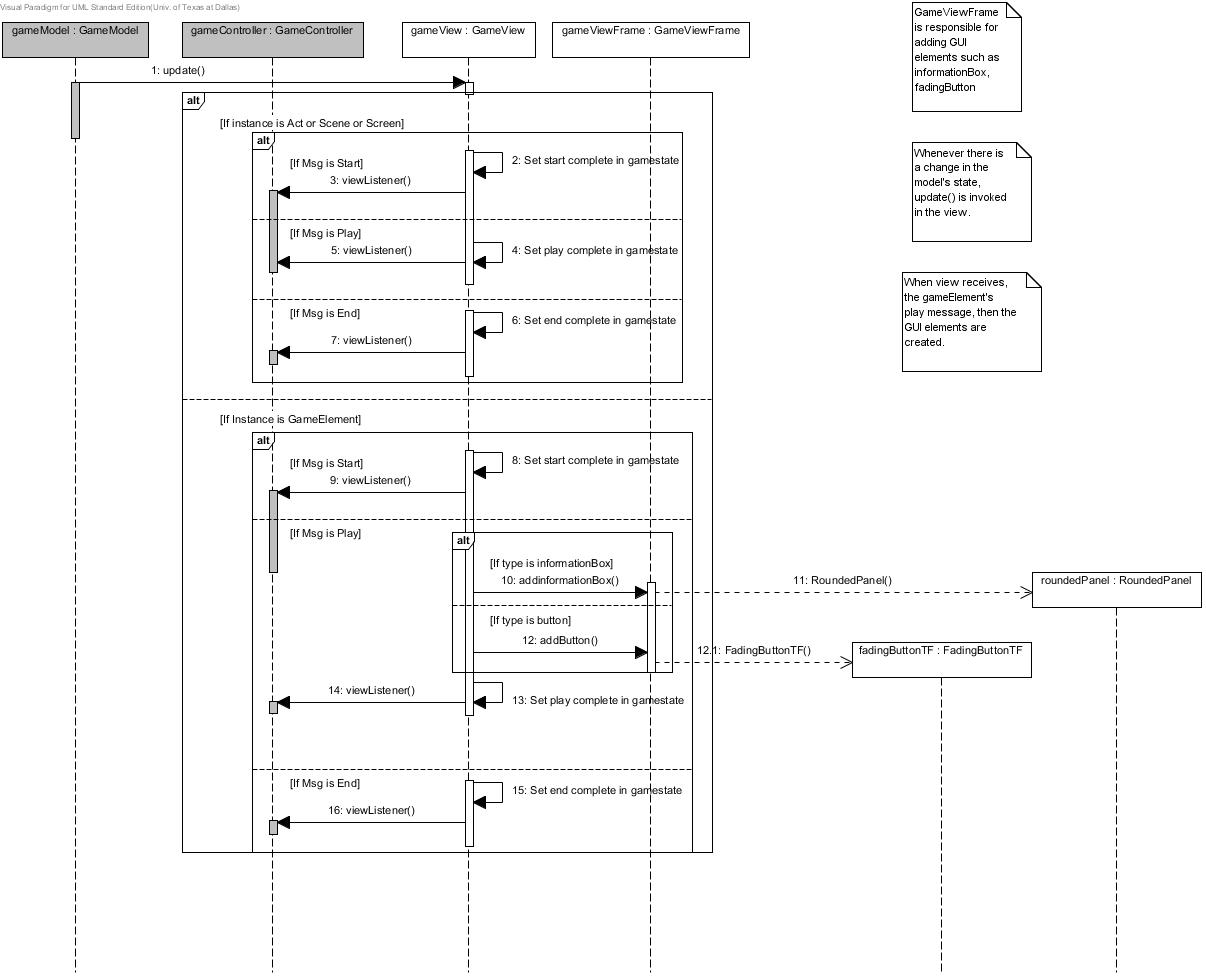 Visual Paradigm for UML Standard Edition(Univ. of Texas at Dallas)
gameModel : GameModel
gameController : GameController
gameView : GameView
gameViewFrame : GameViewFrame
GameViewFrame
is responsible for
adding GUI
elements such as
informationBox,
fadingButton
1: update()
alt
[If instance is Act or Scene or Screen]
alt
[If Msg is Start]
2: Set start complete in gamestate
3: viewListener()
Whenever there is
a change in the
model's state,
update() is invoked
in the view.
[If Msg is Play]
4: Set play complete in gamestate
5: viewListener()
When view receives,
the gameElement's
play message, then the
GUI elements are
created.
[If Msg is End]
6: Set end complete in gamestate
7: viewListener()
[If Instance is GameElement]
alt
[If Msg is Start]
8: Set start complete in gamestate
9: viewListener()
[If Msg is Play]
alt
[If type is informationBox]
10: addinformationBox()
11: RoundedPanel()
roundedPanel : RoundedPanel
[If type is button]
12: addButton()
12.1: FadingButtonTF()
fadingButtonTF : FadingButtonTF
14: viewListener()
13: Set play complete in gamestate
[If Msg is End]
15: Set end complete in gamestate
16: viewListener()